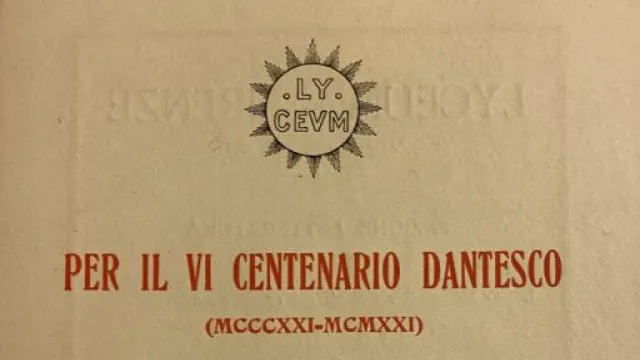 .LY.
CEVM
PER IL VI CENTENARIO DANTESCO
(MCCCXXI-MCMXXI)